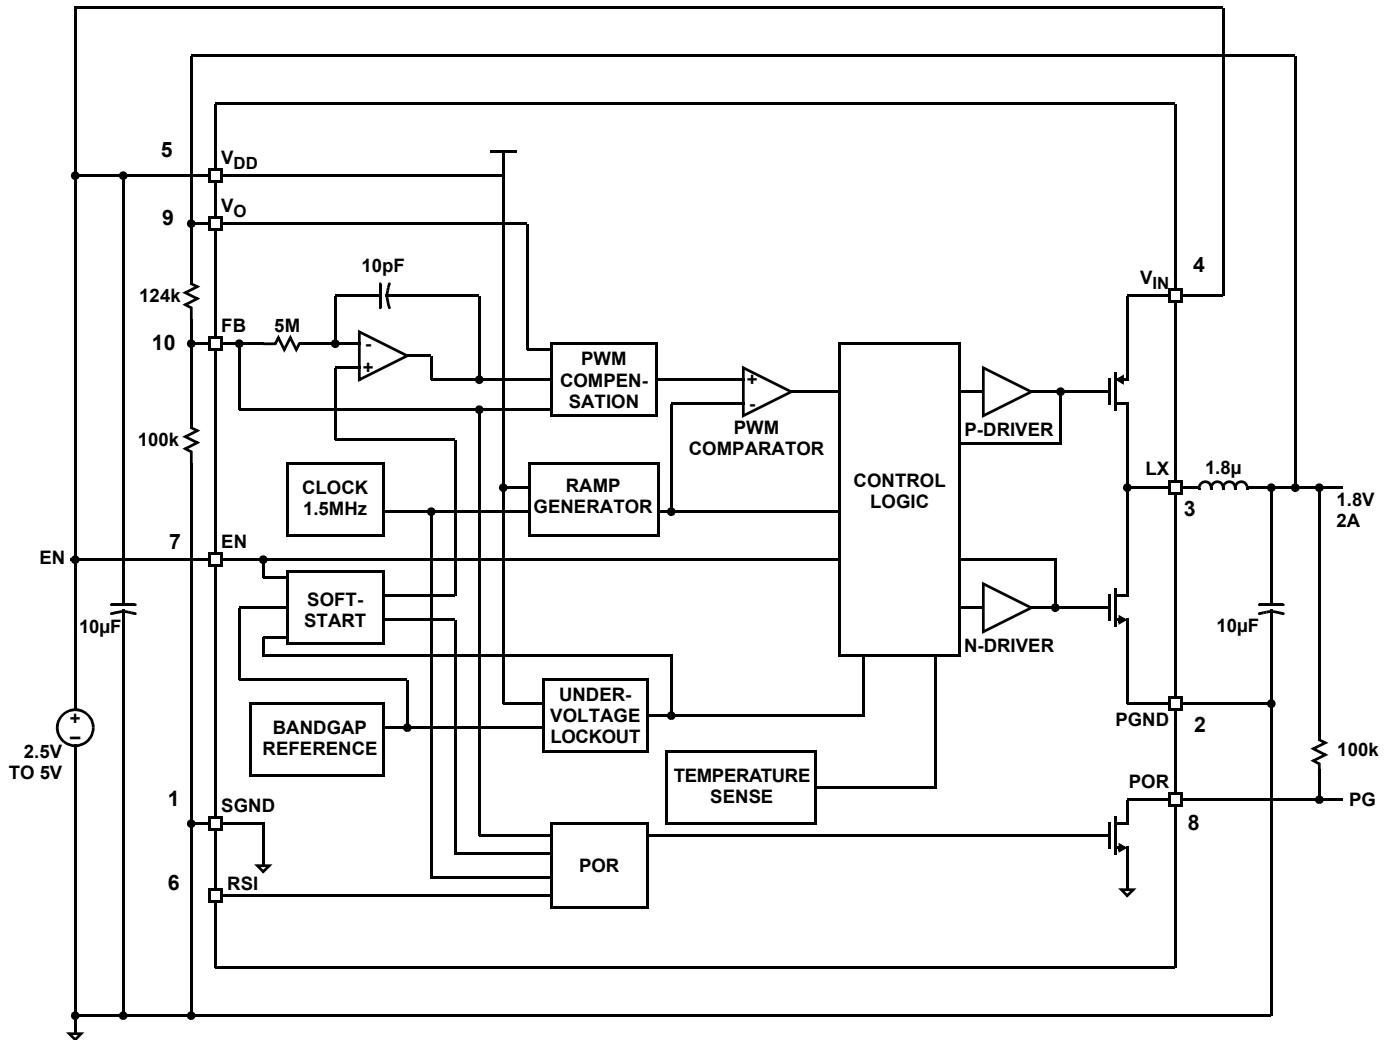 5
VDD
9
VO
10pF
4
VIN
124k
10
FB
5M
-
+
PWM
COMPEN-
SATION
+
-
PWM
COMPARATOR
P-DRIVER
100k
CLOCK
1.5MHz
RAMP
GENERATOR
CONTROL
LOGIC
LX
1.8µ
3
1.8V
2A
7
EN
EN
SOFT-
START
10µF
N-DRIVER
10µF
UNDER-
VOLTAGE
LOCKOUT
BANDGAP
REFERENCE
PGND
2
+
−
2.5V
TO 5V
TEMPERATURE
SENSE
100k
1
SGND
POR
8
PG
POR
6
RSI